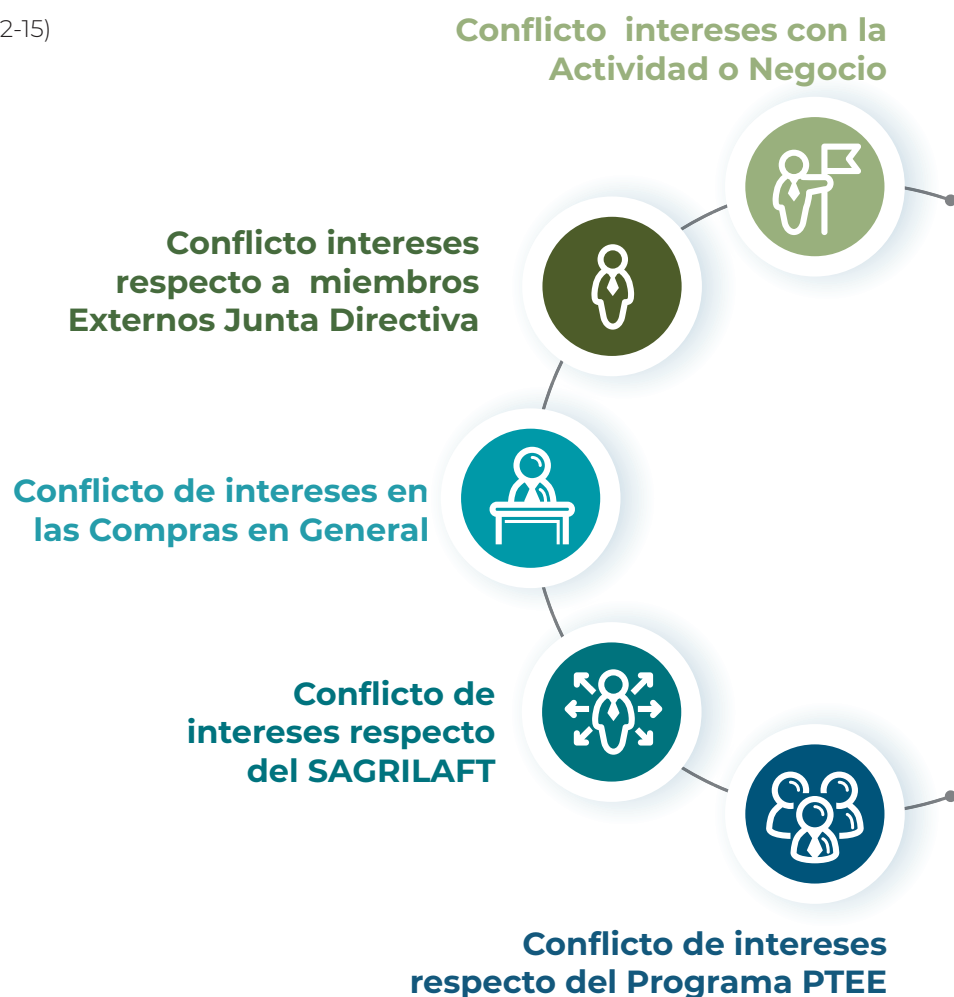 2-15)
Conflicto intereses con la
Actividad o Negocio
Conflicto intereses
respecto a miembros
Externos Junta Directiva
Conflicto de intereses en
las Compras en General
Conflicto de
intereses respecto
del SAGRILAFT
Conflicto de intereses
respecto del Programa PTEE